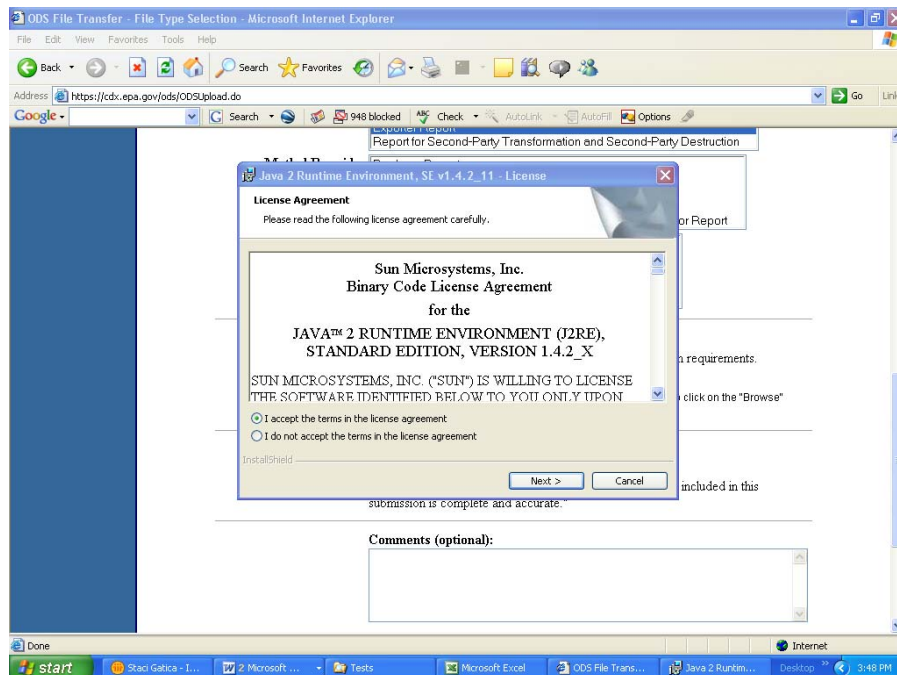 ODS File Transfer - File Type Selection - Microsoft Internet Explorer
File Edit View Favorites Tools Help
Back Search Favorites
Address https://cdx.epa.gov/ods/ODSUpload.do Go Link
Google Search 948 blocked ABC Check AutoLink AutoFill Options
Exporter Report
Report for Second-Party Transformation and Second-Party Destruction
Java 2 Runtime Environment, SE v1.4.2_11 - License
License Agreement
Please read the following license agreement carefully.
or Report
Sun Microsystems, Inc.
Binary Code License Agreement
for the
JAVA™ 2 RUNTIME ENVIRONMENT (J2RE),
STANDARD EDITION, VERSION 1.4.2_X
requirements.
SUN MICROSYSTEMS, INC. ("SUN") IS WILLING TO LICENSE
THE SOFTWARE IDENTIFIED BELOW TO YOU ONLY UPON
click on the "Browse"
I accept the terms in the license agreement
I do not accept the terms in the license agreement
InstallShield
Next > Cancel
included in this
submission is complete and accurate."
Comments (optional):
Done Internet
start Staci Gatica - I... 2 Microsoft ... Tests Microsoft Excel ODS File Trans... Java 2 Runtim... Desktop » 3:48 PM